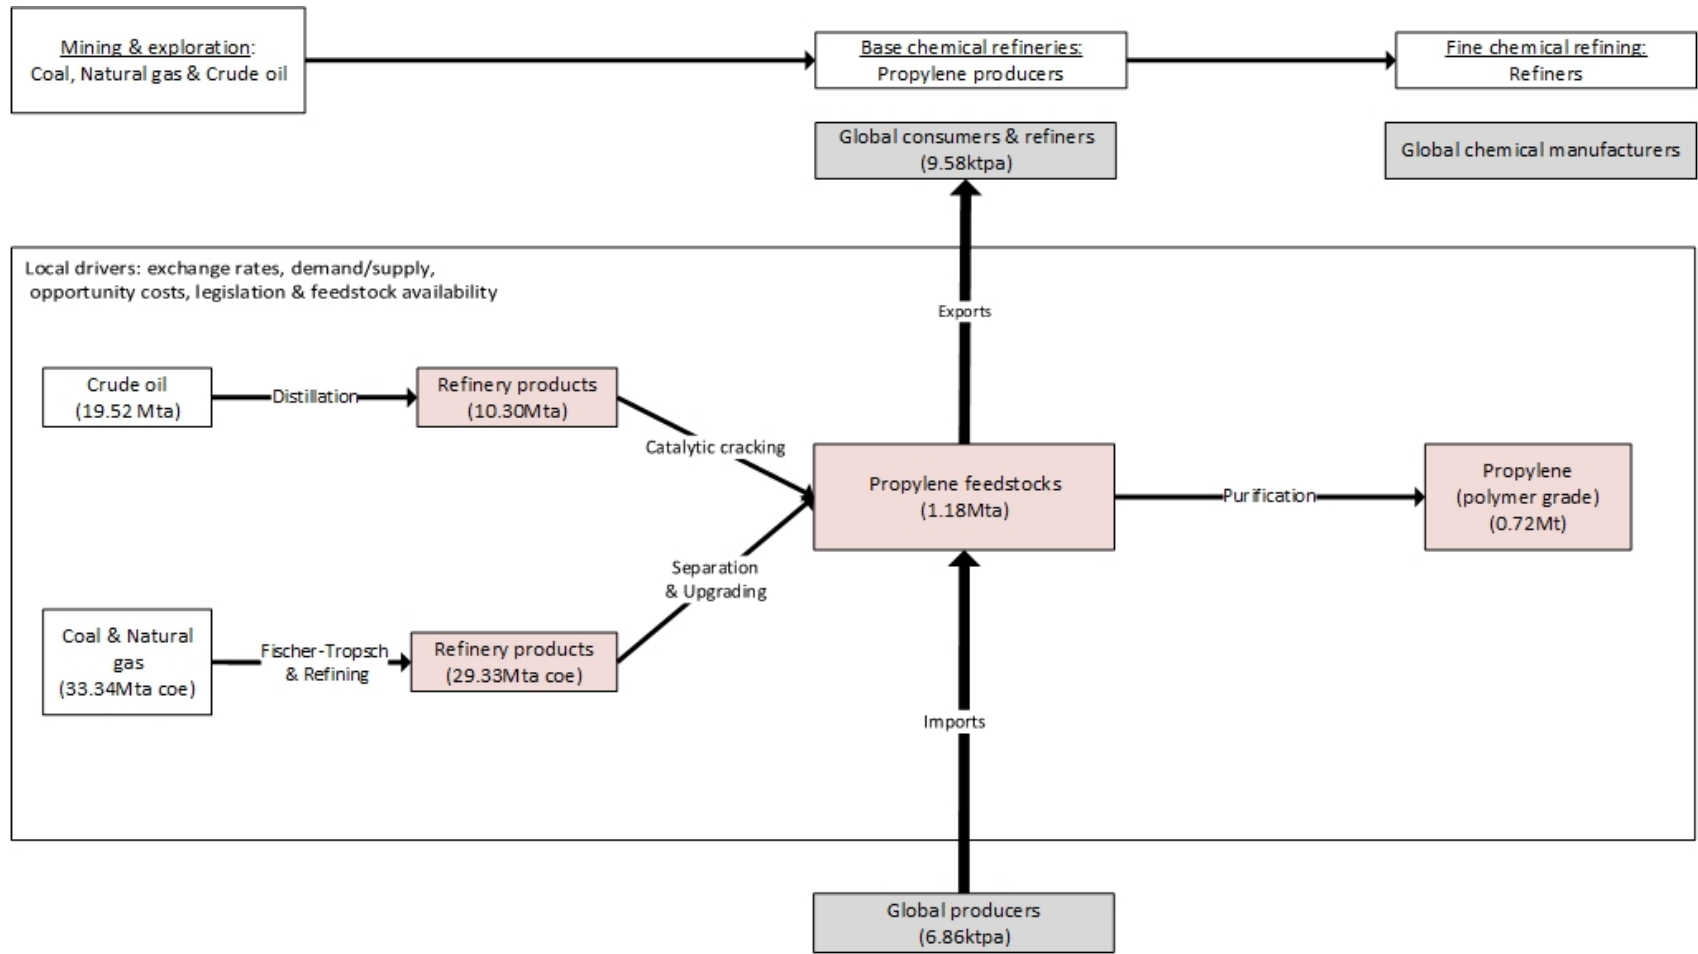 Mining & exploration:
Coal, Natural gas & Crude oil
Base chemical refineries:
Propylene producers
Fine chemical refining:
Refiners
Global consumers & refiners
(9.58ktpa)
Global chemical manufacturers
Local drivers: exchange rates, demand/supply,
opportunity costs, legislation & feedstock availability
Exports
Crude oil
(19.52 Mta)
Distillation
Refinery products
(10.30Mta)
Catalytic cracking
Propylene feedstocks
(1.18Mta)
Purification
Propylene
(polymer grade)
(0.72Mt)
Separation
& Upgrading
Coal & Natural
gas
(33.34Mta coe)
Fischer-Tropsch
& Refining
Refinery products
(29.33Mta coe)
Imports
Global producers
(6.86ktpa)